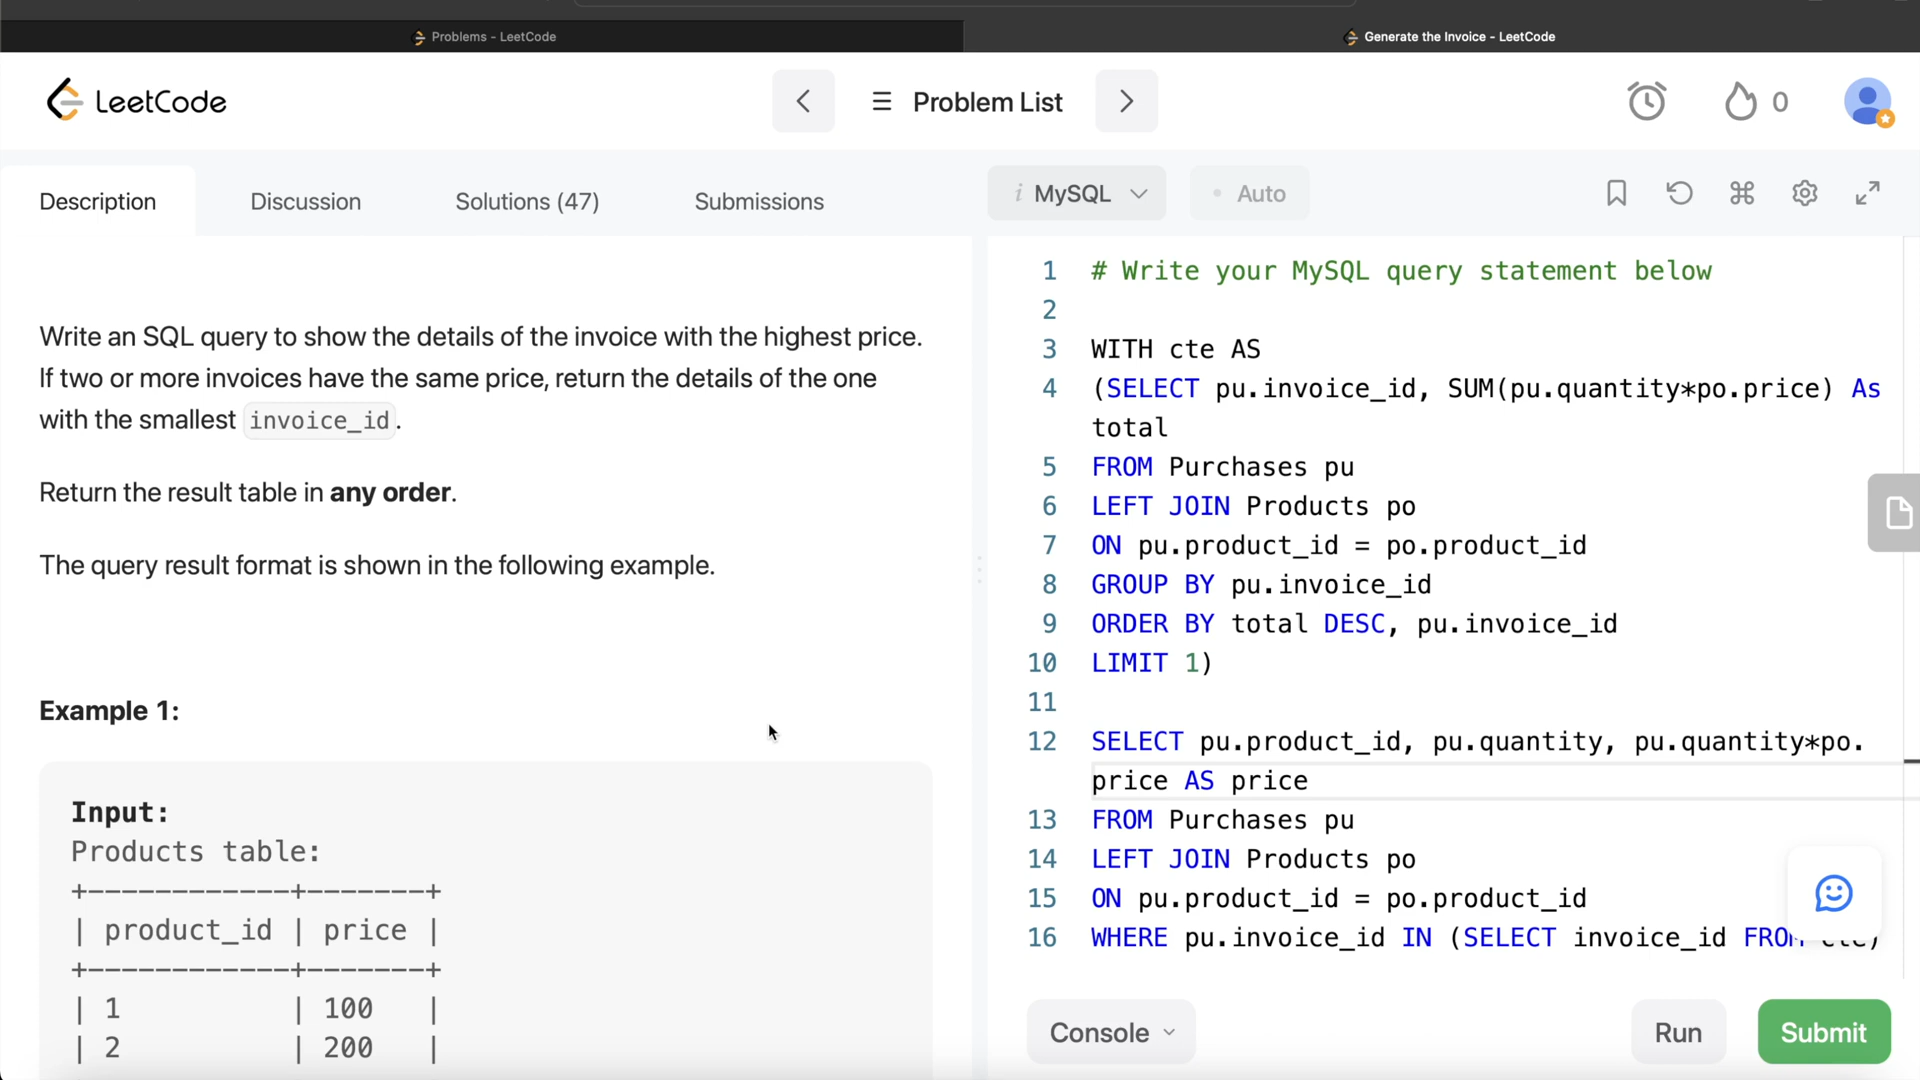 Problems - LeetCode
Generate the Invoice - LeetCode
LeetCode
Problem List
0
Description
Discussion
Solutions (47)
Submissions
i MySQL
Auto
Write an SQL query to show the details of the invoice with the highest price.
If two or more invoices have the same price, return the details of the one
with the smallest invoice_id.
Return the result table in any order.
The query result format is shown in the following example.
Example 1:
Input:
Products table:
+------------+-------+
| product_id | price |
+------------+-------+
| 1          | 100   |
| 2          | 200   |
1 # Write your MySQL query statement below
2
3 WITH cte AS
4 (SELECT pu.invoice_id, SUM(pu.quantity*po.price) As
total
5 FROM Purchases pu
6 LEFT JOIN Products po
7 ON pu.product_id = po.product_id
8 GROUP BY pu.invoice_id
9 ORDER BY total DESC, pu.invoice_id
10 LIMIT 1)
11
12 SELECT pu.product_id, pu.quantity, pu.quantity*po.
price AS price
13 FROM Purchases pu
14 LEFT JOIN Products po
15 ON pu.product_id = po.product_id
16 WHERE pu.invoice_id IN (SELECT invoice_id FROM cte)
Console
Run
Submit